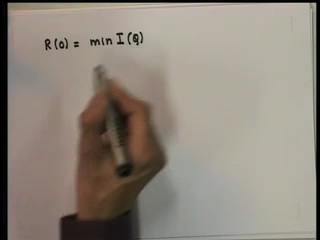 R(0) = min I(Q)